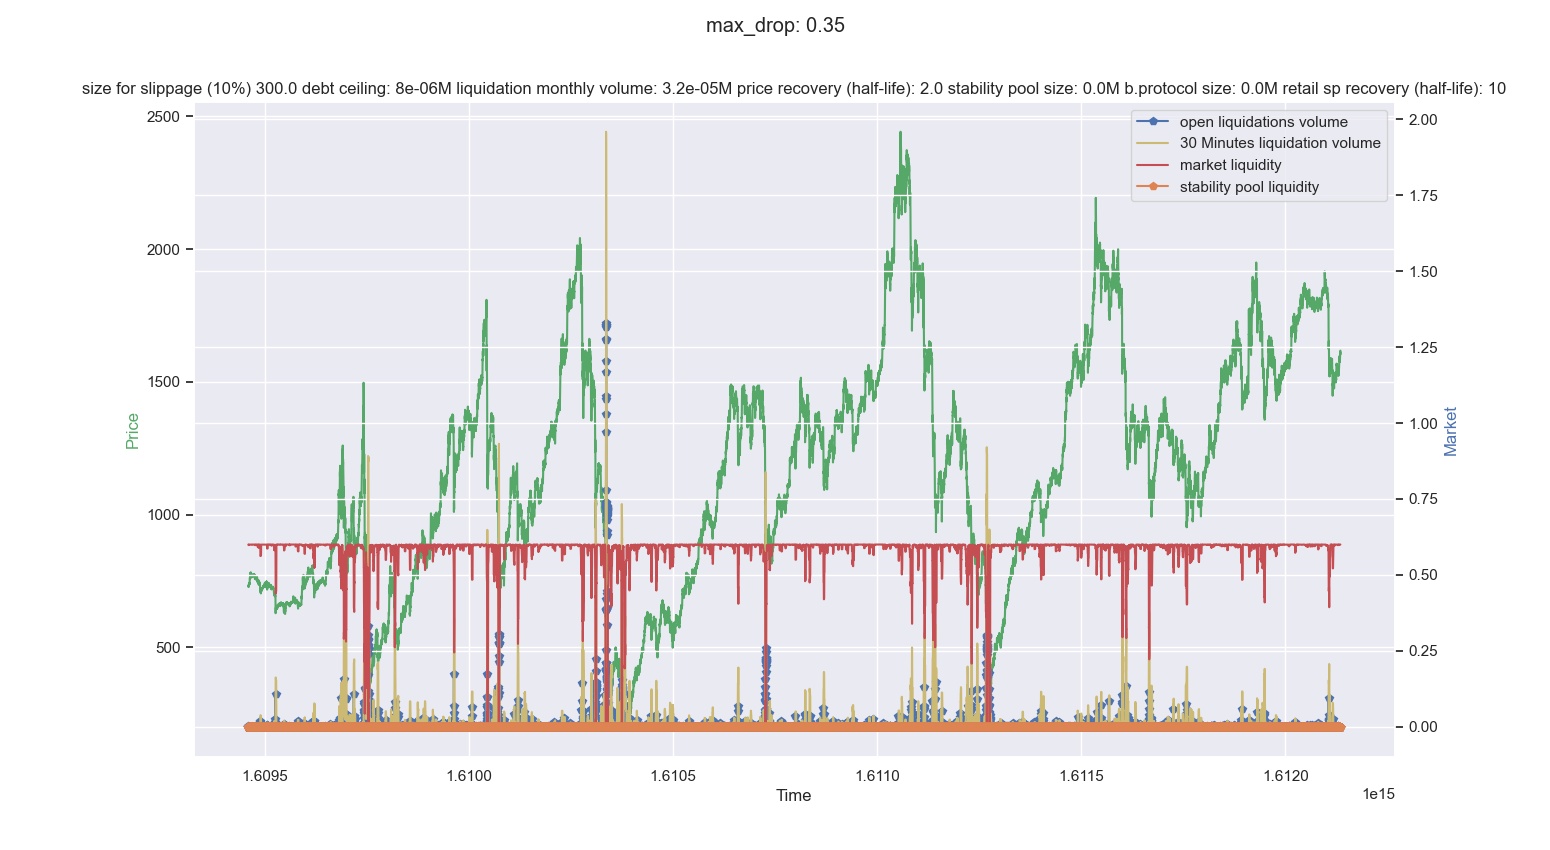 max_drop: 0.35
size for slippage (10%) 300.0 debt ceiling: 8e-06M liquidation monthly volume: 3.2e-05M price recovery (half-life): 2.0 stability pool size: 0.0M b.protocol size: 0.0M retail sp recovery (half-life): 10
open liquidations volume
30 Minutes liquidation volume
market liquidity
stability pool liquidity
2500
2000
1500
1000
500
Price
2.00
1.75
1.50
1.25
1.00
0.75
0.50
0.25
0.00
Market
1.6095
1.6100
1.6105
1.6110
1.6115
1.6120
1e15
Time